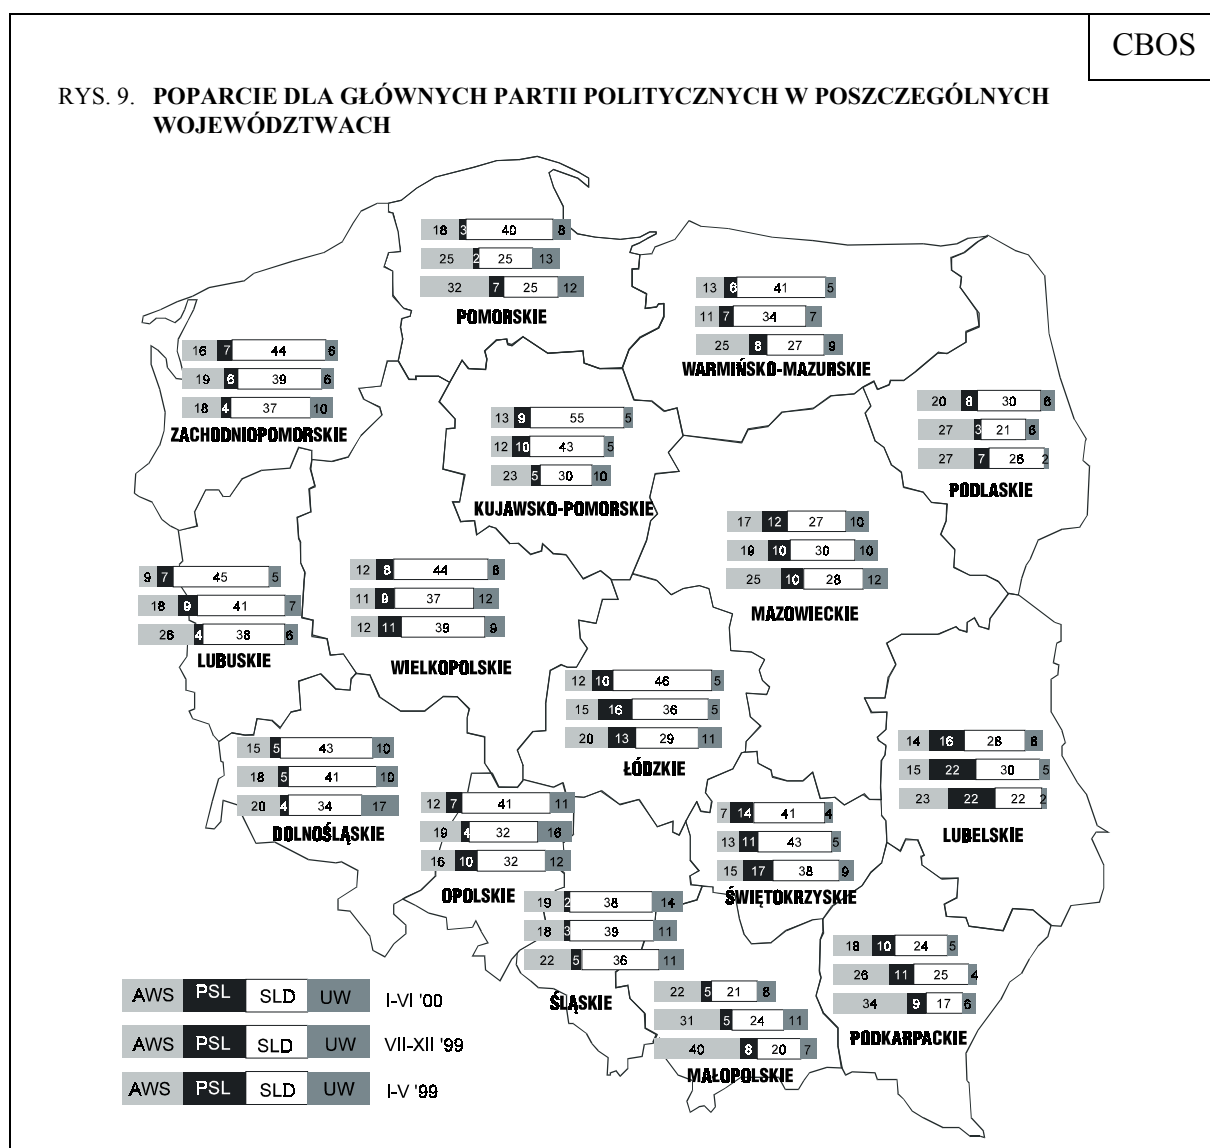 CBOS
RYS. 9. POPARCIE DLA GŁÓWNYCH PARTII POLITYCZNYCH W POSZCZEGÓLNYCH
WOJEWÓDZTWACH
18 3 40 8
25 2 25 13
32 7 25 12
POMORSKIE
13 6 41 5
11 7 34 7
25 8 27 9
WARMIŃSKO-MAZURSKIE
16 7 44 6
19 6 39 6
18 4 37 10
ZACHODNIOPOMORSKIE
13 9 55 5
12 10 43 5
23 5 30 10
KUJAWSKO-POMORSKIE
20 8 30 6
27 3 21 6
27 7 26 2
PODLASKIE
17 12 27 10
19 10 30 10
25 10 28 12
MAZOWIECKIE
9 7 45 5
18 9 41 7
26 4 38 6
LUBUSKIE
12 8 44 8
11 9 37 12
12 11 39 9
WIELKOPOLSKIE
12 10 46 5
15 16 36 5
20 13 29 11
ŁÓDZKIE
15 5 43 10
18 5 41 10
20 4 34 17
DOLNOŚLĄSKIE
14 16 28 8
15 22 30 5
23 22 22 2
LUBELSKIE
12 7 41 11
19 4 32 16
16 10 32 12
OPOLSKIE
7 14 41 4
13 11 43 5
15 17 38 9
ŚWIĘTOKRZYSKIE
19 2 38 14
18 3 39 11
22 5 36 11
ŚLĄSKIE
18 10 24 5
26 11 25 4
34 9 17 6
PODKARPACKIE
22 5 21 8
31 5 24 11
40 8 20 7
MAŁOPOLSKIE
AWS PSL SLD UW I-VI '00
AWS PSL SLD UW VII-XII '99
AWS PSL SLD UW I-V '99